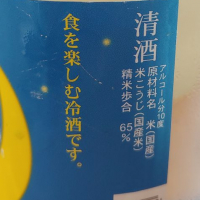 清酒
アルコール分10度
原材料名 米(国産)
米こうじ(国産米)
精米歩合 65%
食を楽しむ冷酒です。